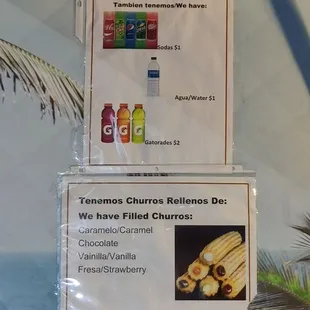 Tambien tenemos/We have:
Sodas $1
Agua/Water $1
G G G
Gatorades $2
Tenemos Churros Rellenos De:
We have Filled Churros:
Caramelo/Caramel
Chocolate
Vainilla/Vanilla
Fresa/Strawberry